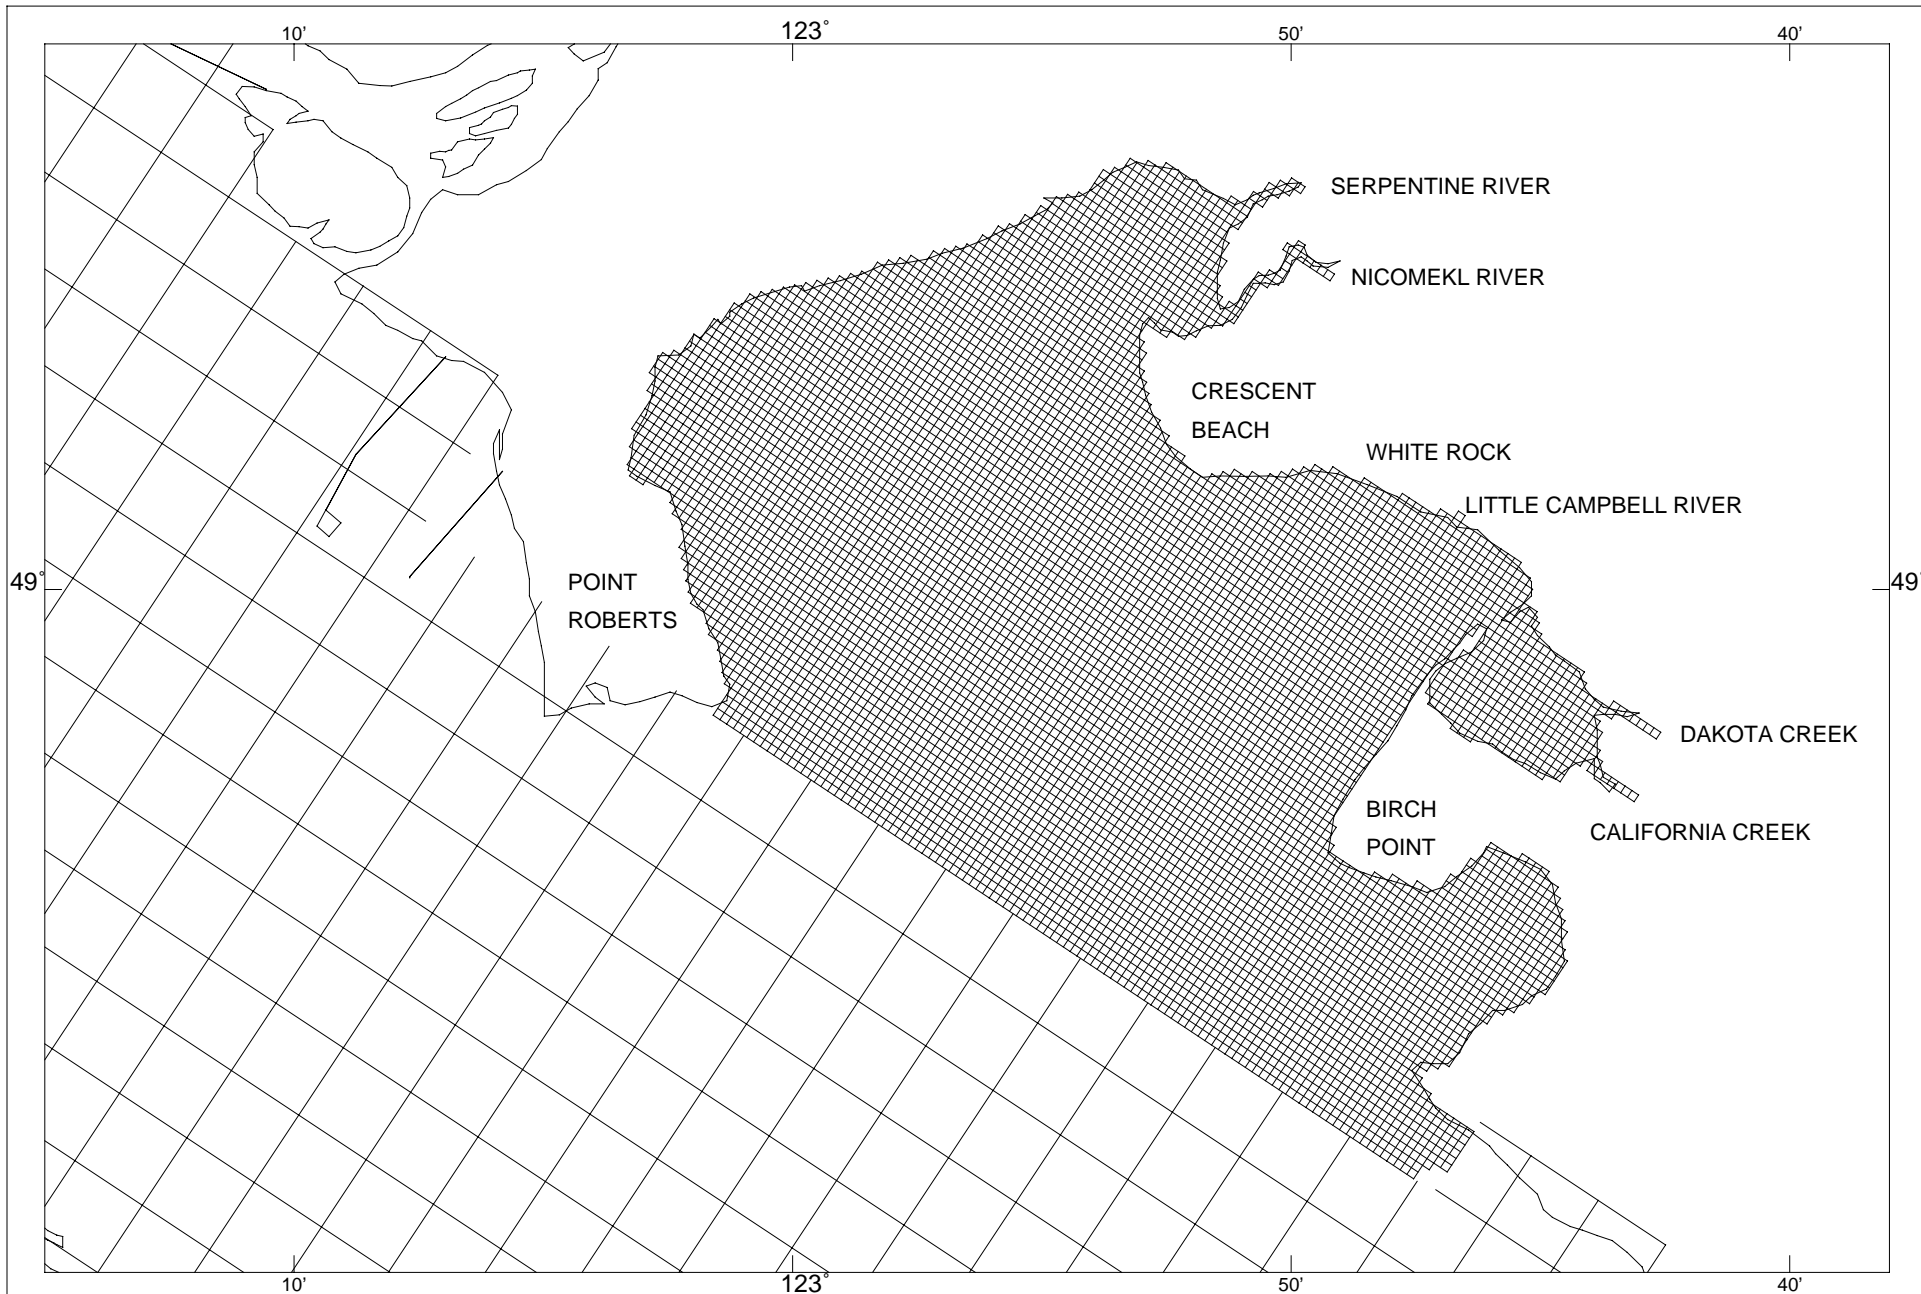 10' 123° 50' 40'
SERPENTINE RIVER
NICOMEKL RIVER
CRESCENT
BEACH
WHITE ROCK
LITTLE CAMPBELL RIVER
49° 49°
POINT
ROBERTS
DAKOTA CREEK
BIRCH
POINT
CALIFORNIA CREEK
10' 123° 50' 40'